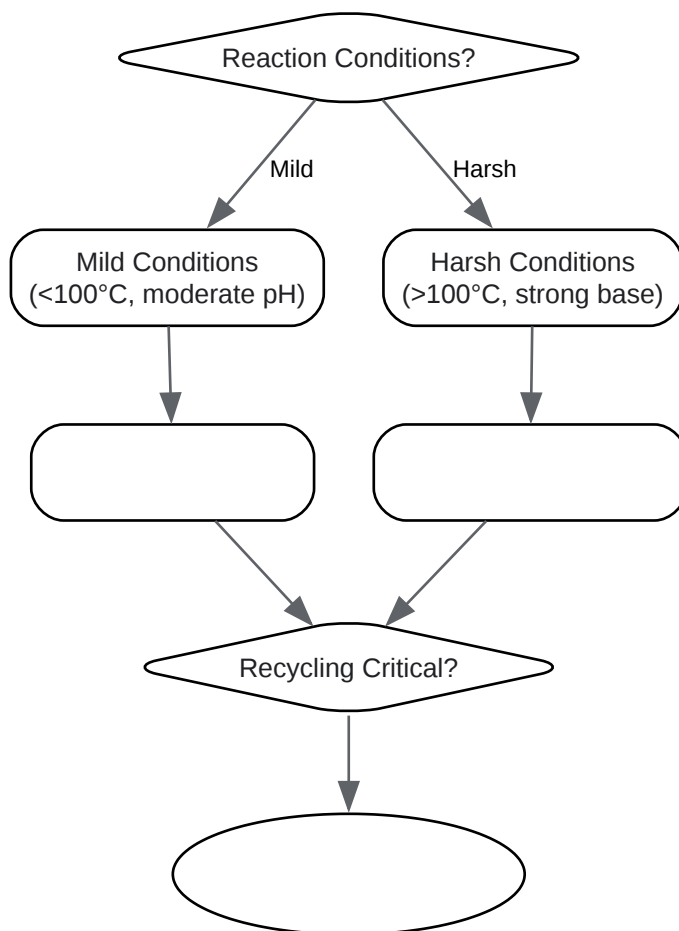 Reaction Conditions?
Mild
Harsh
Mild Conditions
(<100°C, moderate pH)
Harsh Conditions
(>100°C, strong base)
Recycling Critical?